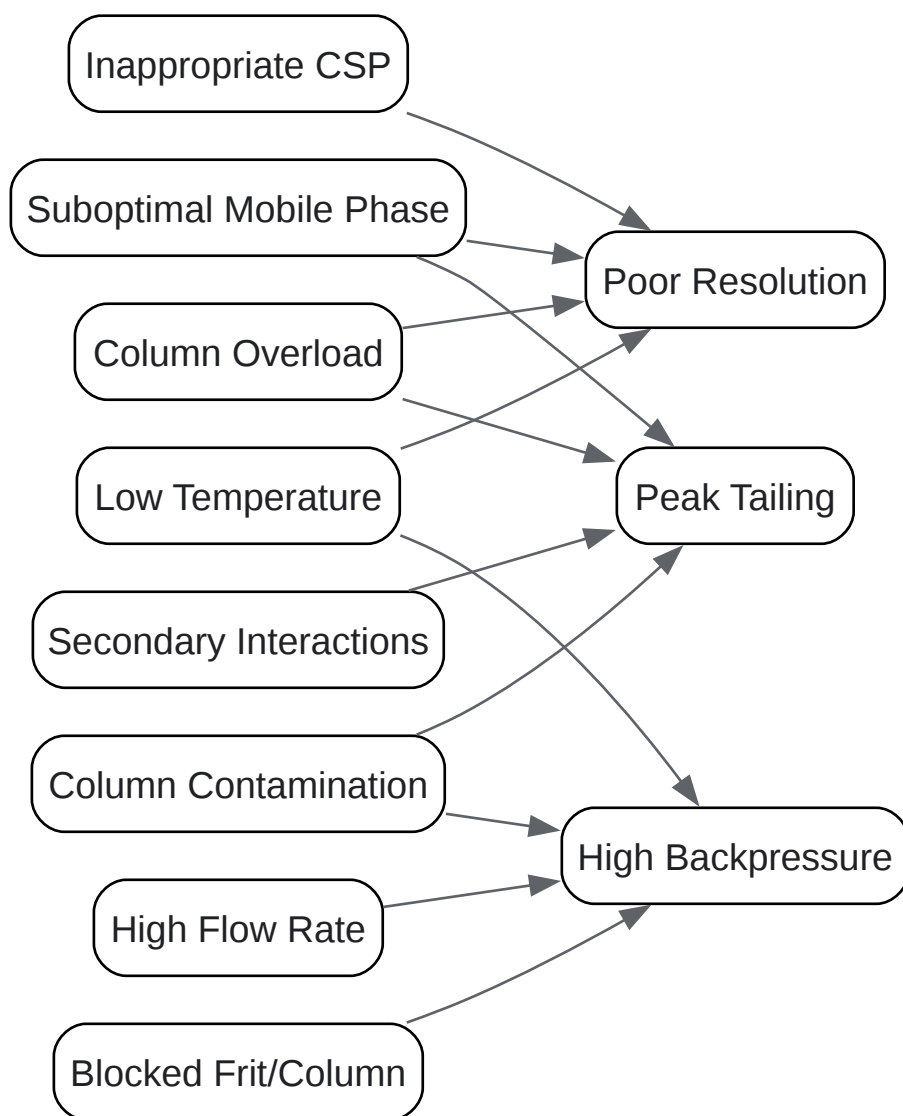 Inappropriate CSP
Suboptimal Mobile Phase
Poor Resolution
Column Overload
Low Temperature
Peak Tailing
Secondary Interactions
Column Contamination
High Backpressure
High Flow Rate
Blocked Frit/Column